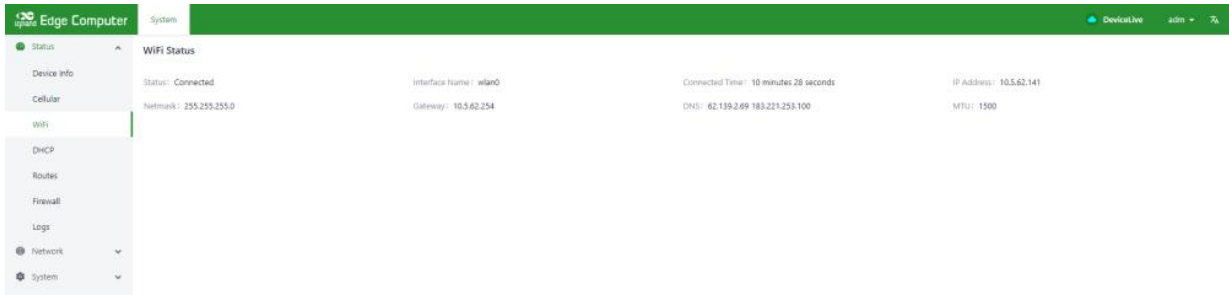 Edge Computer
System
DeviceLive
adm
Status
Device Info
Cellular
WiFi
DHCP
Routes
Firewall
Logs
Network
System
WiFi Status
Status: Connected
Interface Name: wlan0
Connected Time: 10 minutes 28 seconds
IP Address: 10.5.62.141
Netmask: 255.255.255.0
Gateway: 10.5.62.254
DNS: 62.139.2.69 183.221.253.100
MTU: 1500